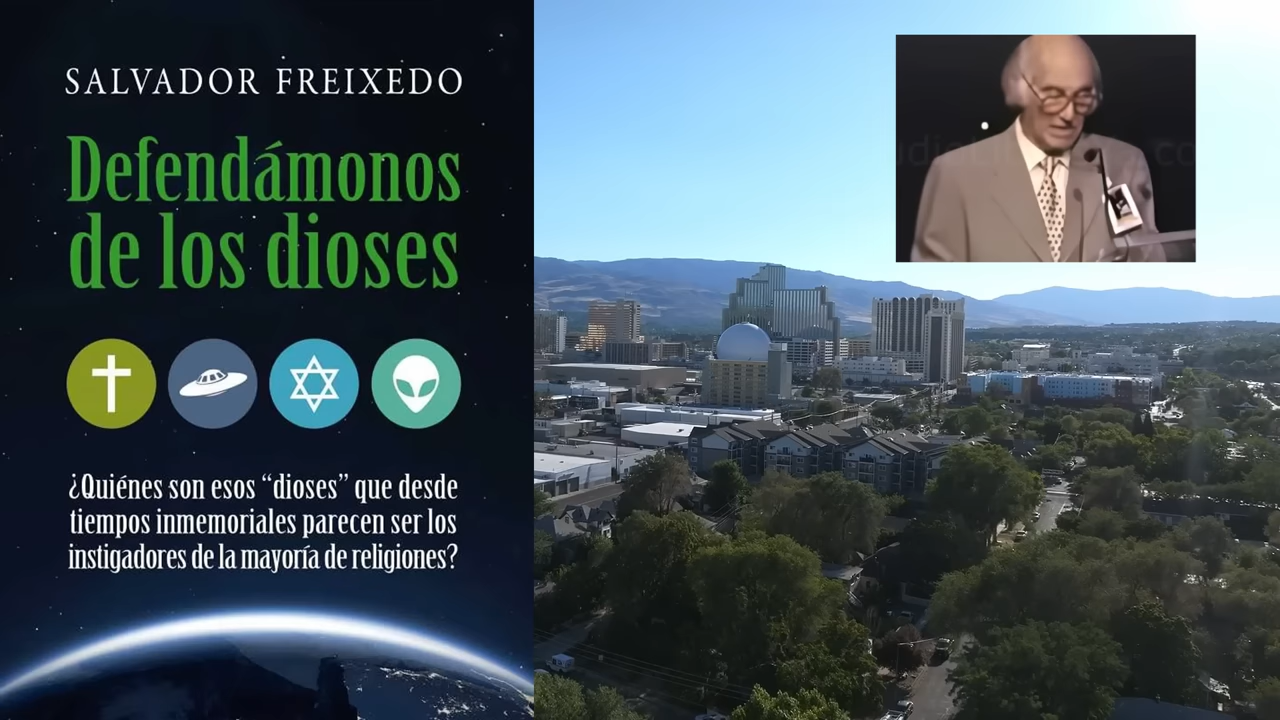 SALVADOR FREIXEDO
Defendámonos
de los dioses
¿Quiénes son esos “dioses” que desde
tiempos inmemoriales parecen ser los
instigadores de la mayoría de religiones?